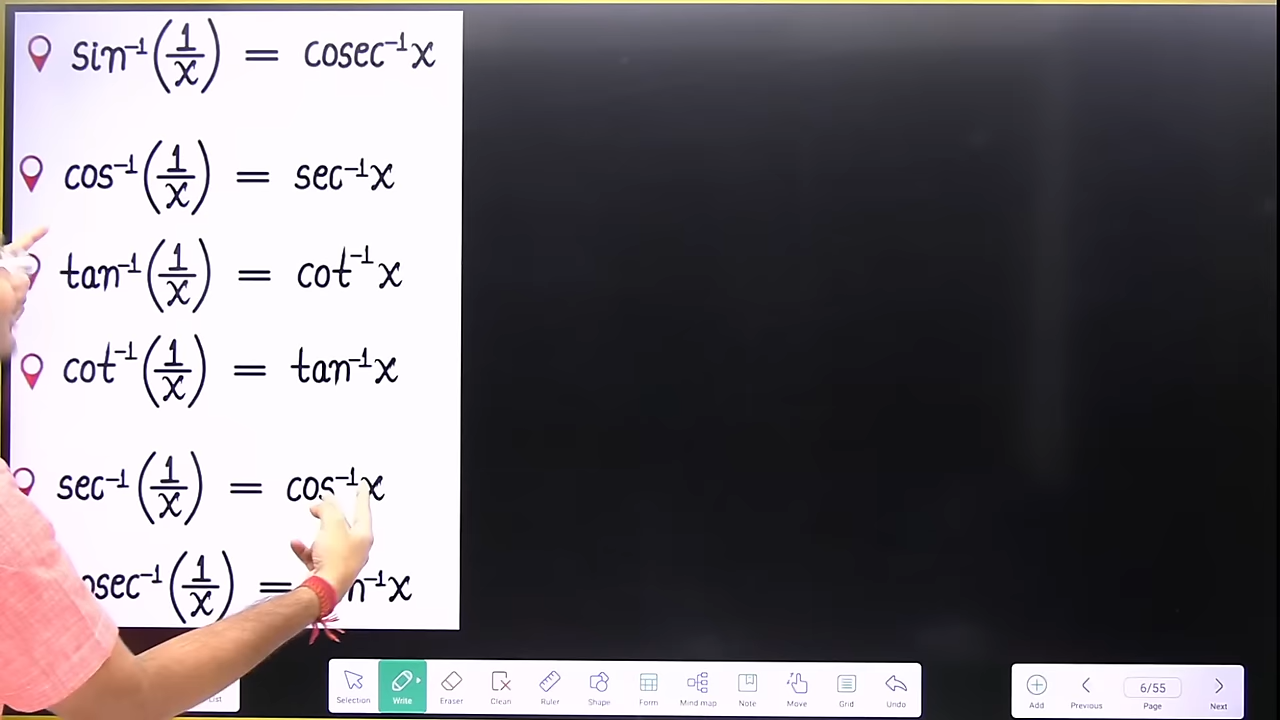 sin⁻¹(1/x) = cosec⁻¹x
cos⁻¹(1/x) = sec⁻¹x
tan⁻¹(1/x) = cot⁻¹x
cot⁻¹(1/x) = tan⁻¹x
sec⁻¹(1/x) = cos⁻¹x
osec⁻¹(1/x) = n⁻¹x
List
Selection Write Eraser Clean Ruler Shape Form Mind map Note Move Grid Undo
Add Previous 6/55 Page Next